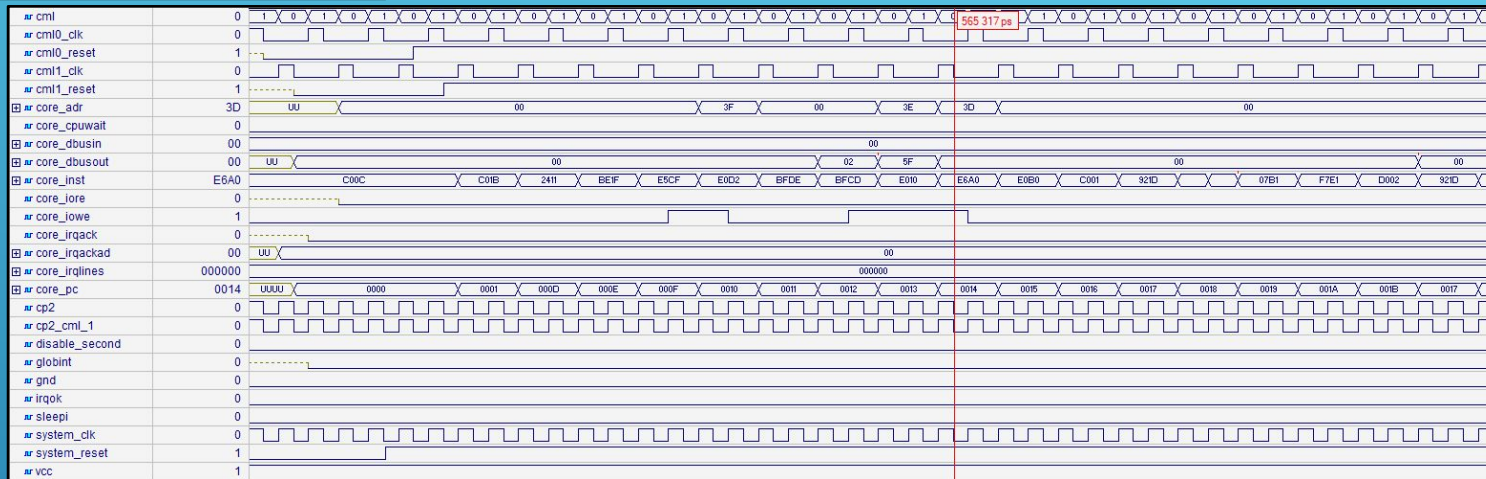 cml 0 1 0 1 0 1 0 1 0 1 0 1 0 1 0 1 0 1 0 1 0 1 0 1 0 565 317 ps 1 0 1 0 1 0 1 0 1 0 1 0 1 0 1
cml0_clk 0
cml0_reset 1
cml1_clk 0
cml1_reset 1
core_adr 3D UU 00 3F 00 3E 3D 00
core_cpuwait 0
core_dbusin 00 00
core_dbusout 00 UU 00 02 5F 00 00
core_inst E6A0 C00C C01B 2411 BE1F E5CF E0D2 BFDE BFCD E010 E6A0 E0B0 C001 921D 07B1 F7E1 D002 921D
core_iore 0
core_iowe 1
core_irqack 0
core_irqackad 00 UU 00
core_irqlines 000000 000000
core_pc 0014 UUUU 0000 0001 000D 000E 000F 0010 0011 0012 0013 0014 0015 0016 0017 0018 0019 001A 001B 0017
cp2 0
cp2_cml_1 0
disable_second 0
globint 0
gnd 0
irqok 0
sleepi 0
system_clk 0
system_reset 1
vcc 1